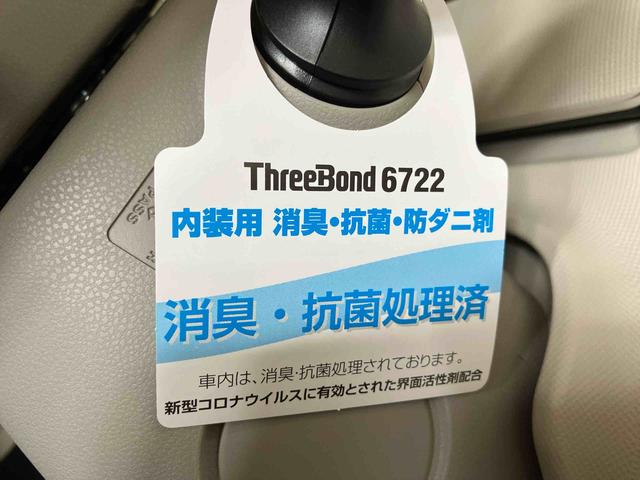 ThreeBond 6722
内装用 消臭・抗菌・防ダニ剤
消臭・抗菌処理済
車内は、消臭・抗菌処理されております。
新型コロナウイルスに有効とされた界面活性剤配合